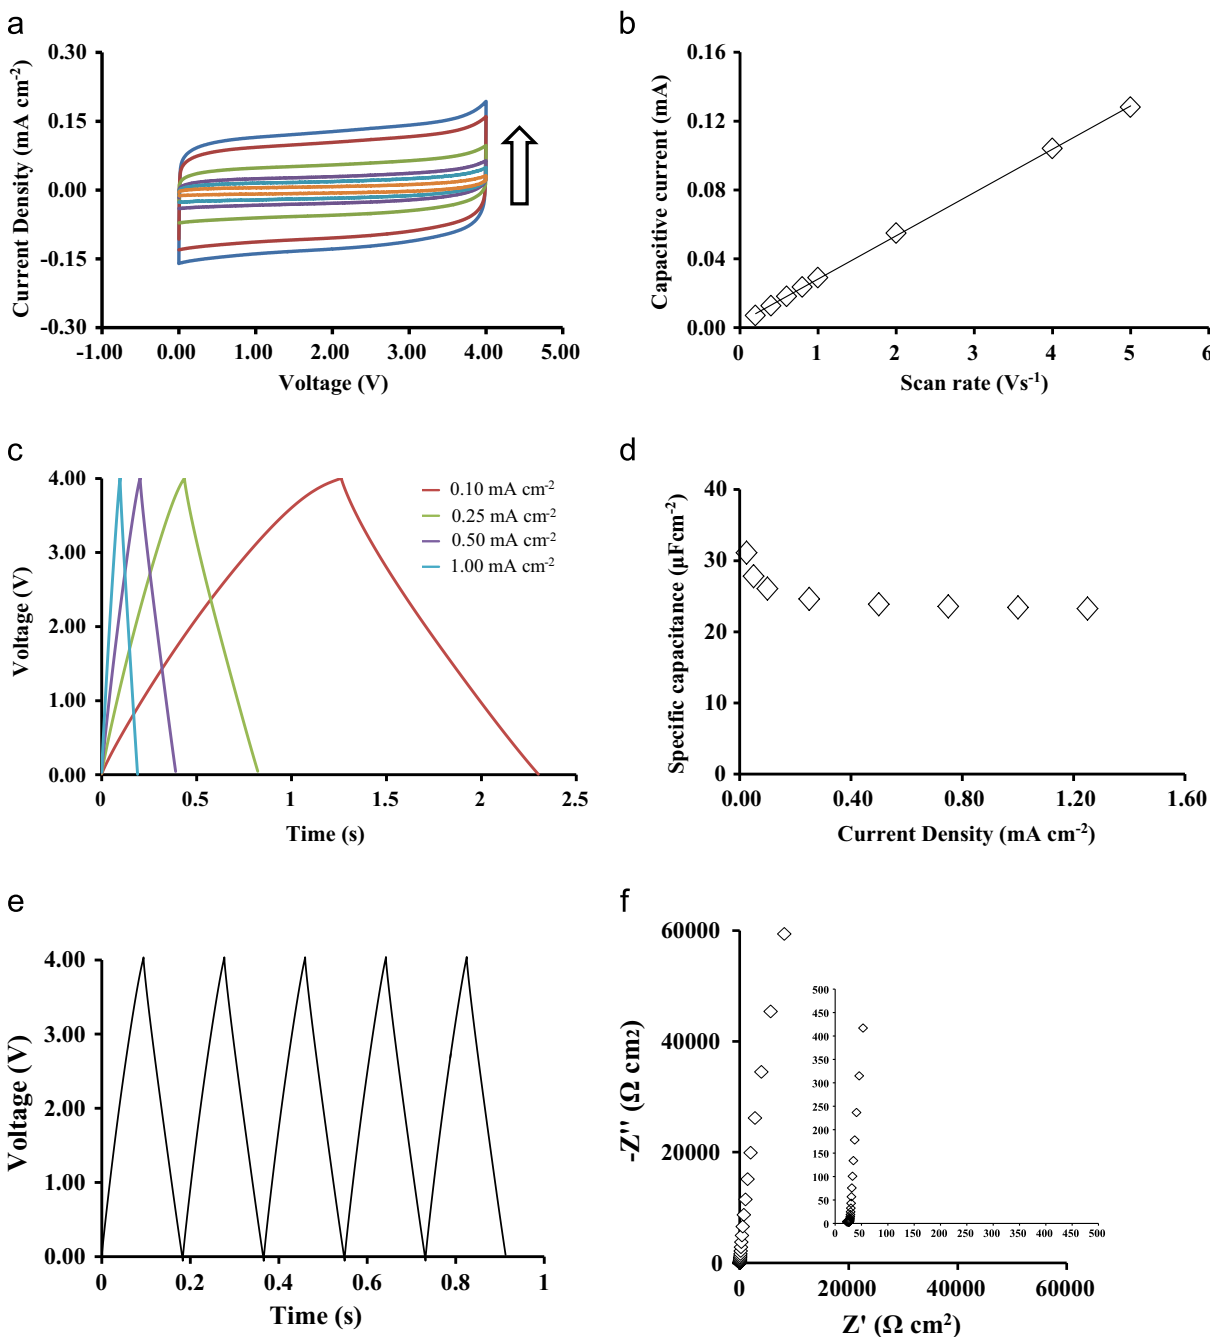 a
0.30
0.15
0.00
-0.15
-0.30
Current Density (mA cm-2)
-1.00 0.00 1.00 2.00 3.00 4.00 5.00
Voltage (V)
b
0.16
0.12
0.08
0.04
0.00
Capacitive current (mA)
0 1 2 3 4 5 6
Scan rate (Vs-1)
c
4.00
3.00
2.00
1.00
0.00
Voltage (V)
0.10 mA cm-2
0.25 mA cm-2
0.50 mA cm-2
1.00 mA cm-2
0 0.5 1 1.5 2 2.5
Time (s)
d
40
30
20
10
0
Specific capacitance (μFcm-2)
0.00 0.40 0.80 1.20 1.60
Current Density (mA cm-2)
e
4.00
3.00
2.00
1.00
0.00
Voltage (V)
0 0.2 0.4 0.6 0.8 1
Time (s)
f
60000
40000
20000
0
-Z'' (Ω cm2)
500
450
400
350
300
250
200
150
100
50
0
0 50 100 150 200 250 300 350 400 450 500
0 20000 40000 60000
Z' (Ω cm2)